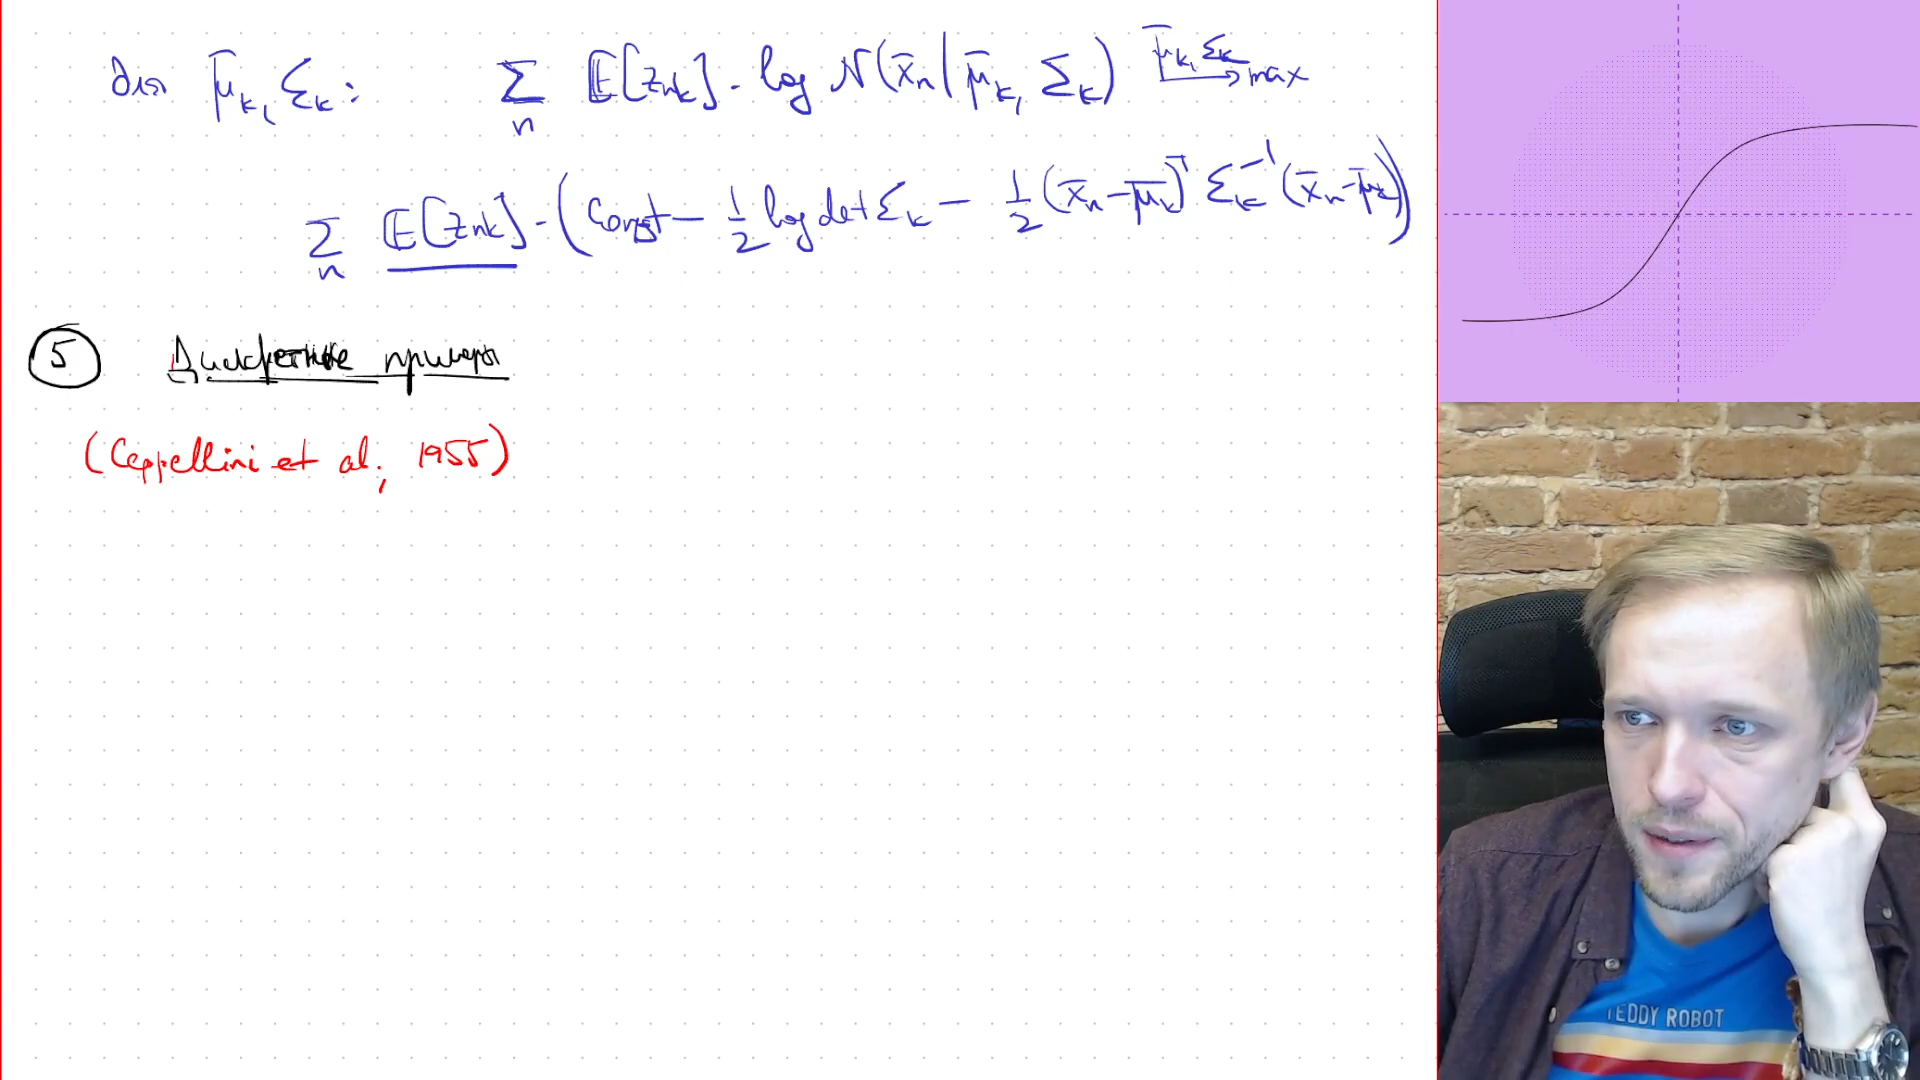 для μ̄ₖ, Σₖ: Σₙ 𝔼[zₙₖ] · log N(x̄ₙ | μ̄ₖ, Σₖ) →(μ̄ₖ, Σₖ) max
Σₙ 𝔼[zₙₖ] · (Const − 1/2 log det Σₖ − 1/2 (x̄ₙ − μ̄ₖ)ᵀ Σₖ⁻¹ (x̄ₙ − μ̄ₖ))
5 Дискретные примеры
(Ceppellini et al., 1955)
TEDDY ROBOT